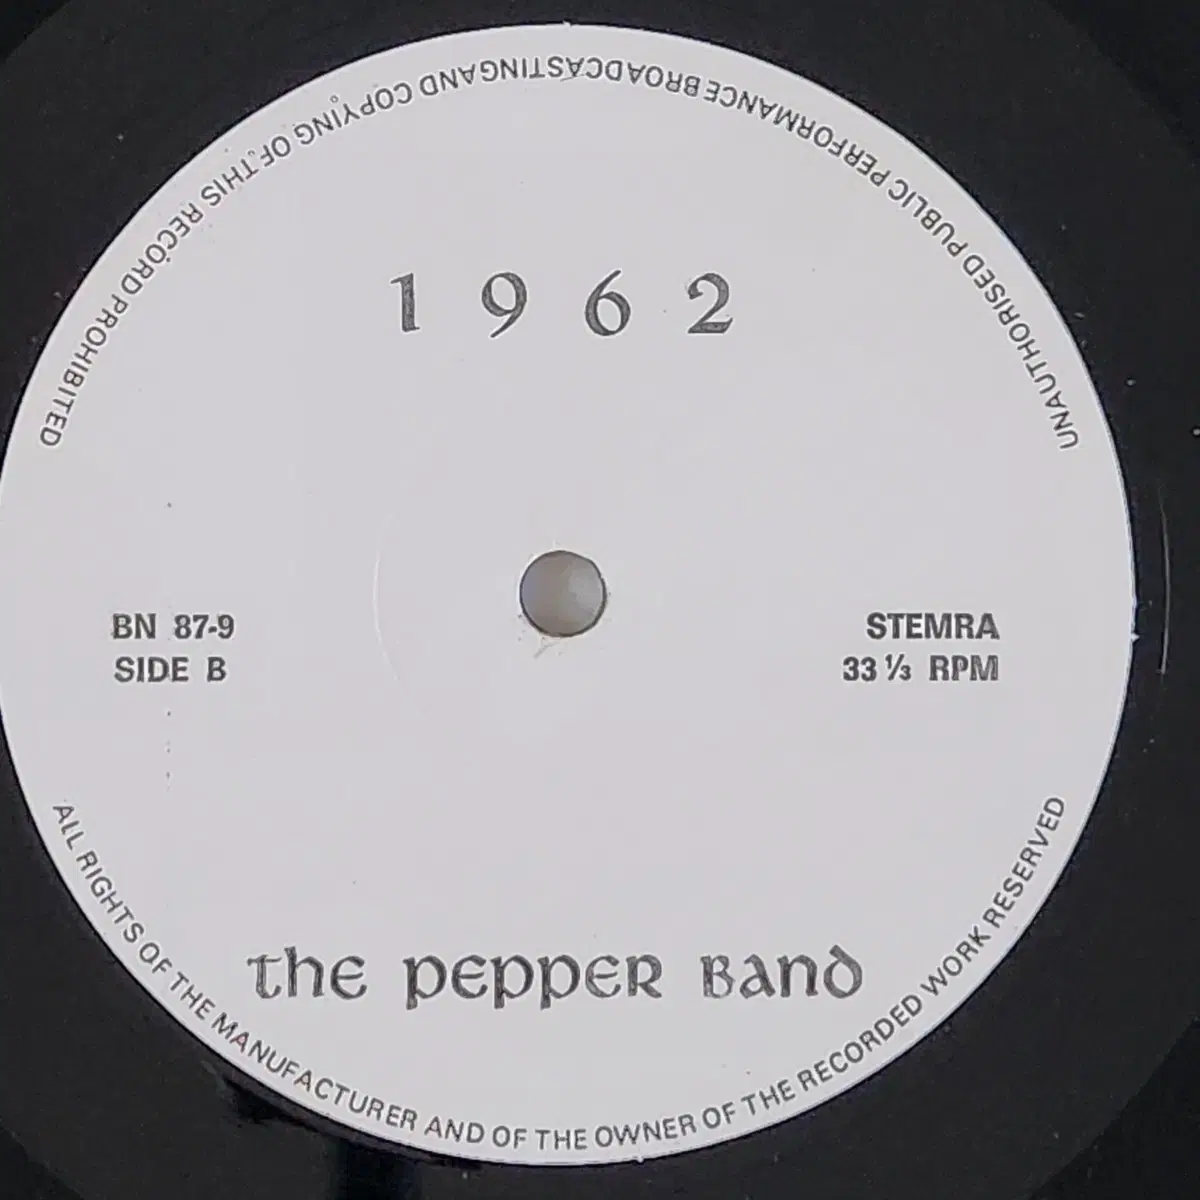 UNAUTHORISED PUBLIC PERFORMANCE BROADCASTING AND COPYING OF THIS RECORD PROHIBITED
1962
BN 87-9
SIDE B
STEMRA
33 ⅓ RPM
the pepper Band
ALL RIGHTS OF THE MANUFACTURER AND OF THE OWNER OF THE RECORDED WORK RESERVED